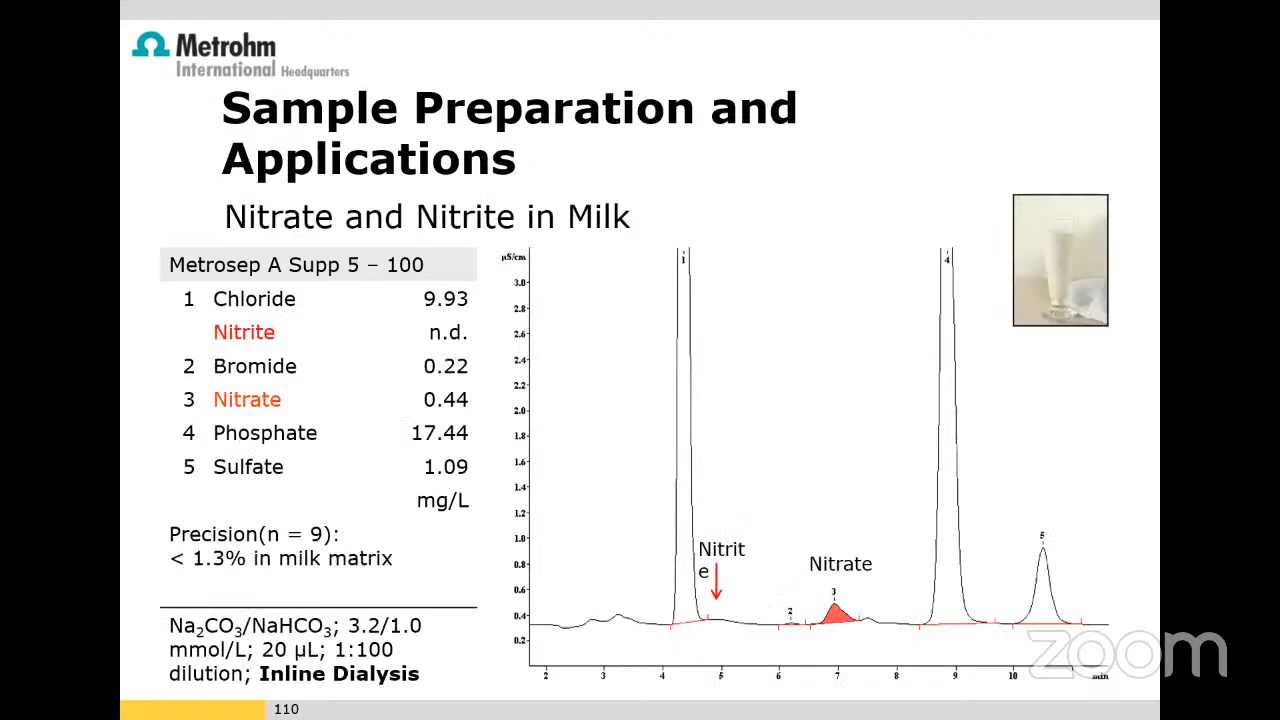 Metrohm
International Headquarters
Sample Preparation and
Applications
Nitrate and Nitrite in Milk
Metrosep A Supp 5 – 100
1 Chloride 9.93
Nitrite n.d.
2 Bromide 0.22
3 Nitrate 0.44
4 Phosphate 17.44
5 Sulfate 1.09
mg/L
Precision(n = 9):
< 1.3% in milk matrix
Na₂CO₃/NaHCO₃; 3.2/1.0
mmol/L; 20 µL; 1:100
dilution; Inline Dialysis
µS/cm
3.0
2.8
2.6
2.4
2.2
2.0
1.8
1.6
1.4
1.2
1.0
0.8
0.6
0.4
0.2
1
4
Nitrit
e
Nitrate
2
3
5
2 3 4 5 6 7 8 9 10 min
zoom
110